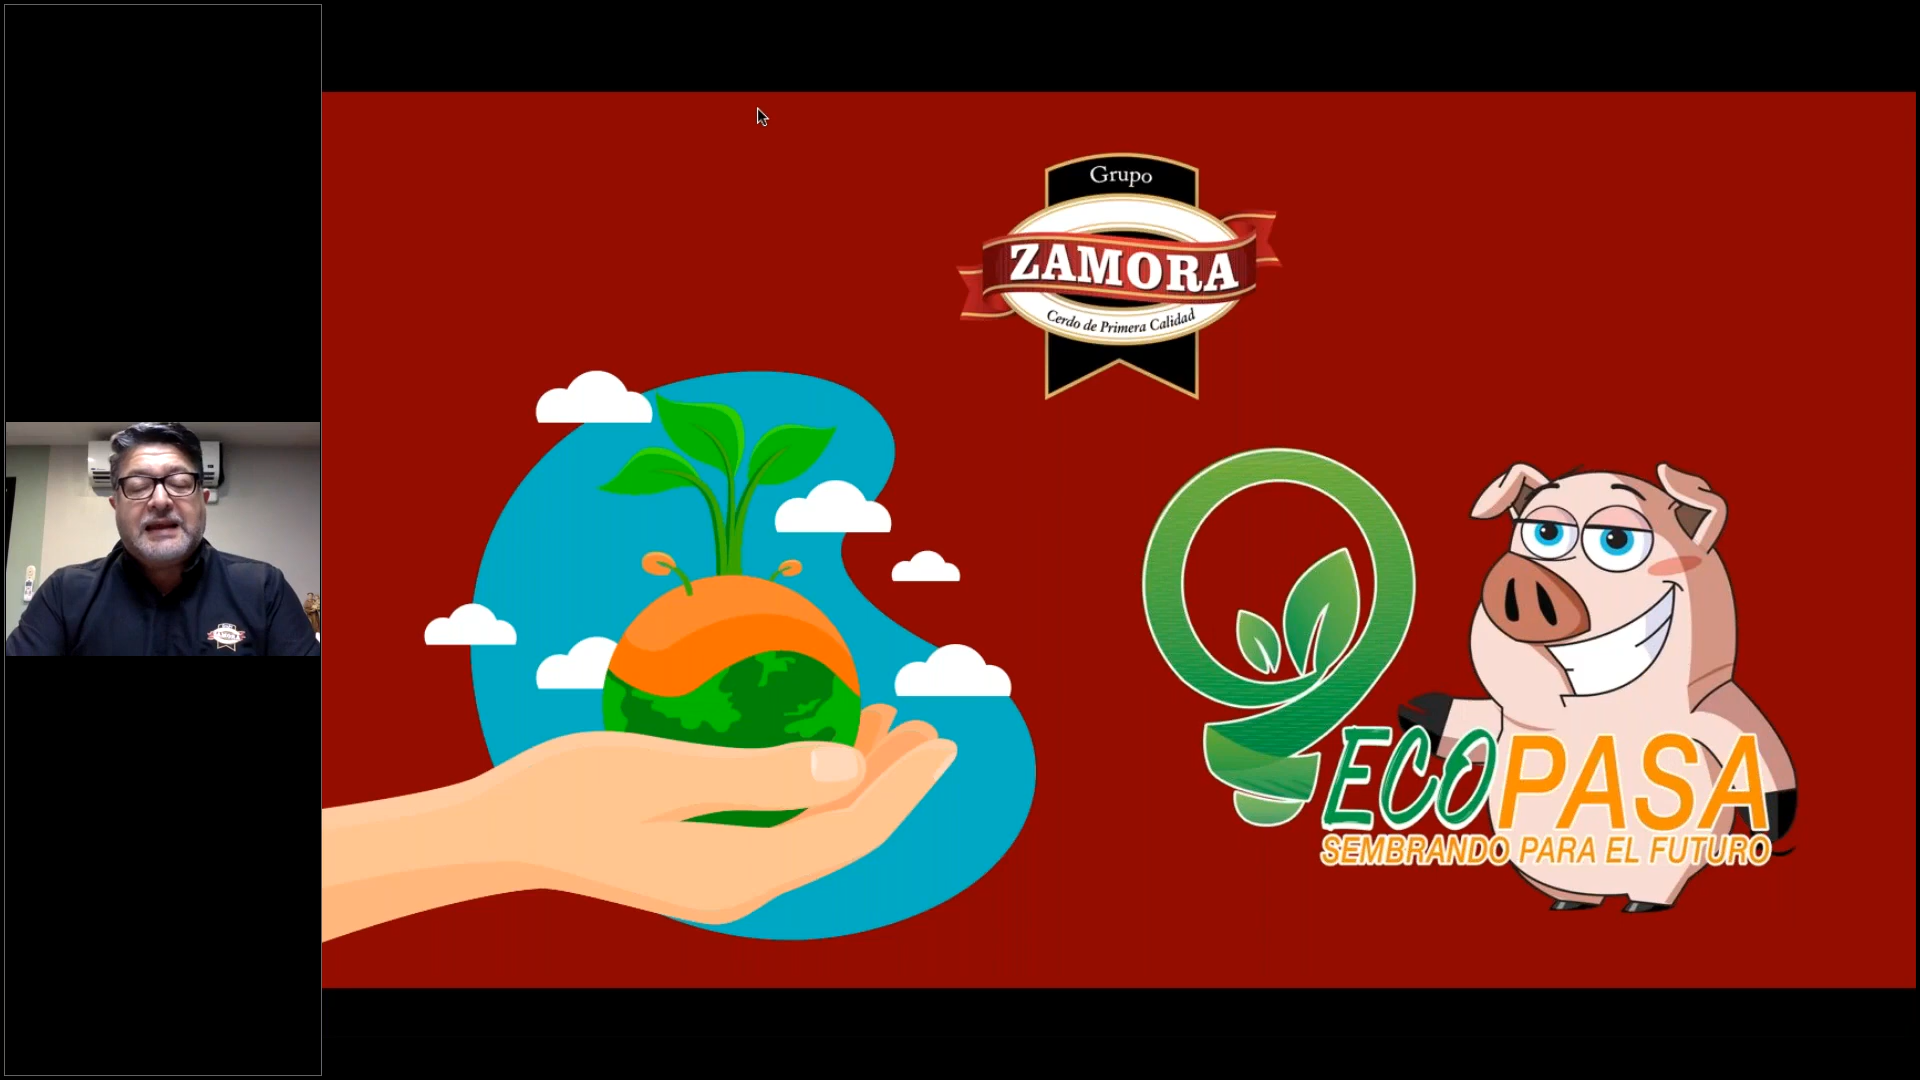 Grupo
ZAMORA
Cerdo de Primera Calidad
ECOPASA
SEMBRANDO PARA EL FUTURO